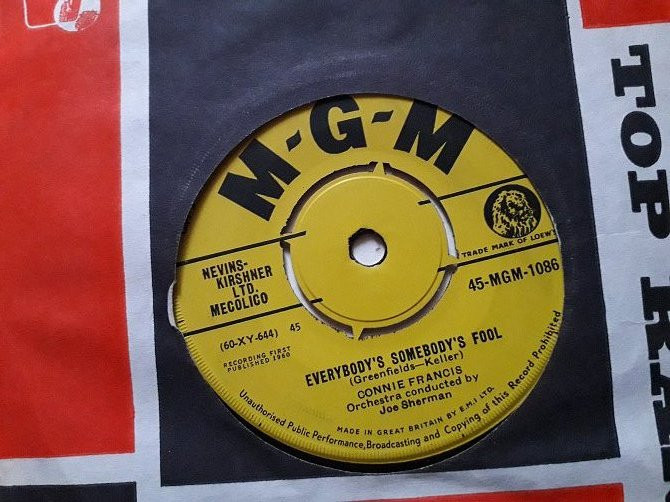 M-G-M
TRADE MARK OF LOEW'S
NEVINS-
KIRSHNER
LTD.
MECOLICO
45-MGM-1086
(60-XY-644) 45
RECORDING FIRST
PUBLISHED 1960
EVERYBODY'S SOMEBODY'S FOOL
(Greenfields—Keller)
CONNIE FRANCIS
Orchestra conducted by
Joe Sherman
MADE IN GREAT BRITAIN BY E.M.I. LTD.
Unauthorised Public Performance, Broadcasting and Copying of this Record Prohibited
TOP